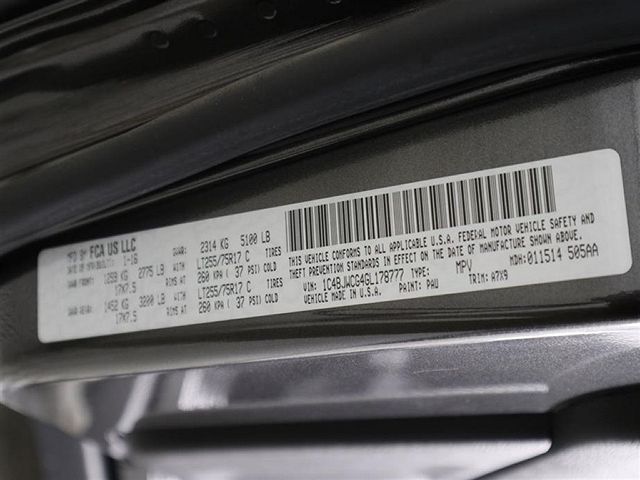 MFD BY FCA US LLC
DATE OF MFR: 1-16 GVWR: 2314 KG 5100 LB
GAWR FRONT: 1259 KG 2775 LB WITH TIRES
17X7.5 RIMS AT LT255/75R17 C
260 KPA ( 37 PSI) COLD
GAWR REAR: 1452 KG 3200 LB WITH TIRES
17X7.5 RIMS AT LT255/75R17 C
260 KPA ( 37 PSI) COLD
THIS VEHICLE CONFORMS TO ALL APPLICABLE U.S.A. FEDERAL MOTOR VEHICLE SAFETY AND
THEFT PREVENTION STANDARDS IN EFFECT ON THE DATE OF MANUFACTURE SHOWN ABOVE.
VIN: 1C4BJWCG4GL178777 MPV MDH: 011514 505AA
VEHICLE MADE IN U.S.A. PAINT: PAU TRIM: A7X9